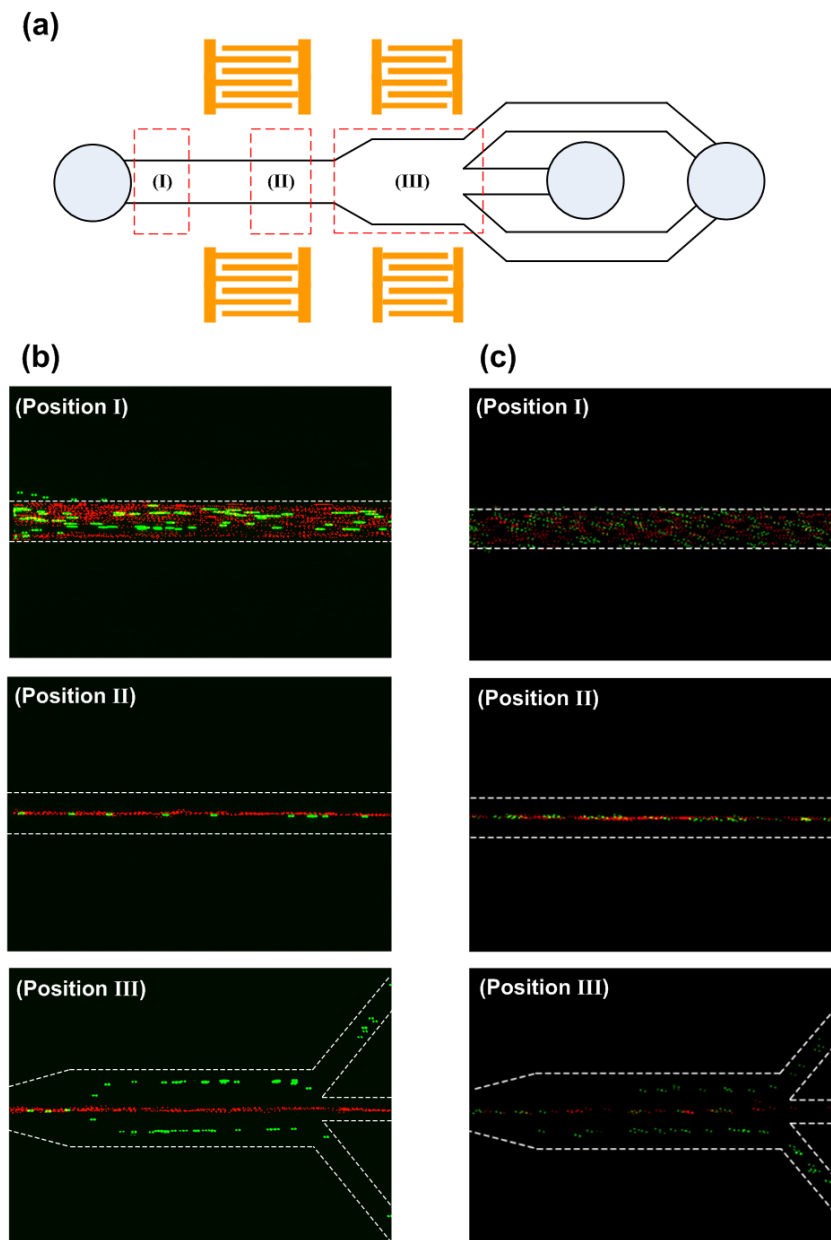 (a)
(I)
(II)
(III)
(b)
(c)
(Position I)
(Position I)
(Position II)
(Position II)
(Position III)
(Position III)